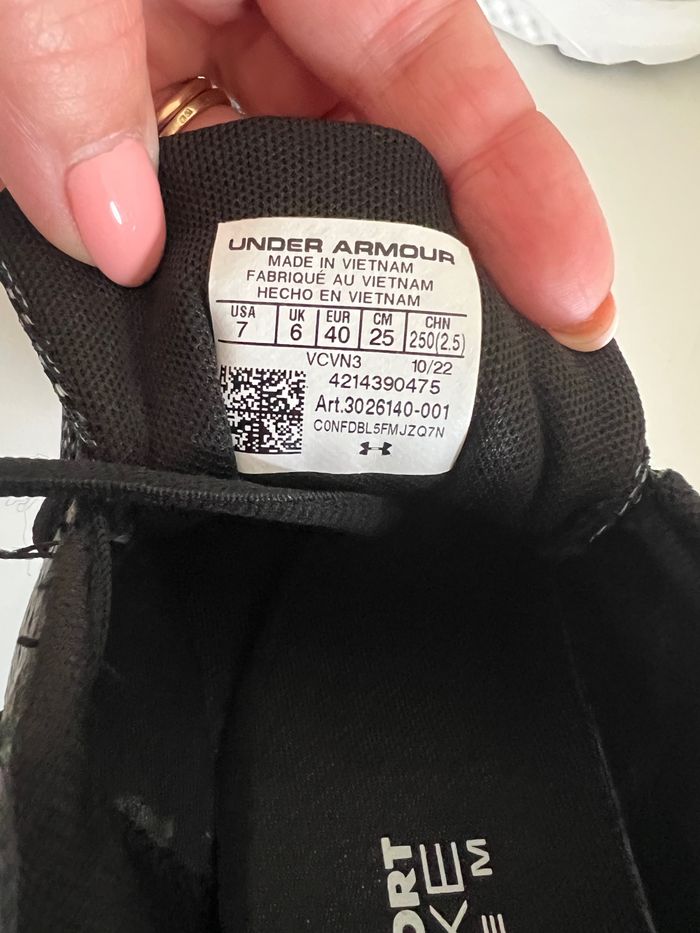 UNDER ARMOUR
MADE IN VIETNAM
FABRIQUÉ AU VIETNAM
HECHO EN VIETNAM
USA UK EUR CM CHN
7 6 40 25 250(2.5)
VCVN3 10/22
4214390475
Art.3026140-001
C0NFDBL5FMJZQ7N